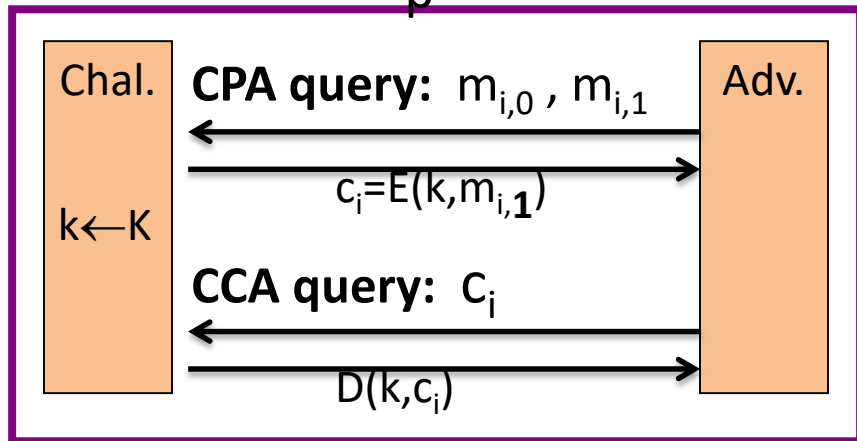 p
Chal.
k←K
CPA query: m_{i,0} , m_{i,1}
c_i=E(k,m_{i,1})
CCA query: c_i
D(k,c_i)
Adv.